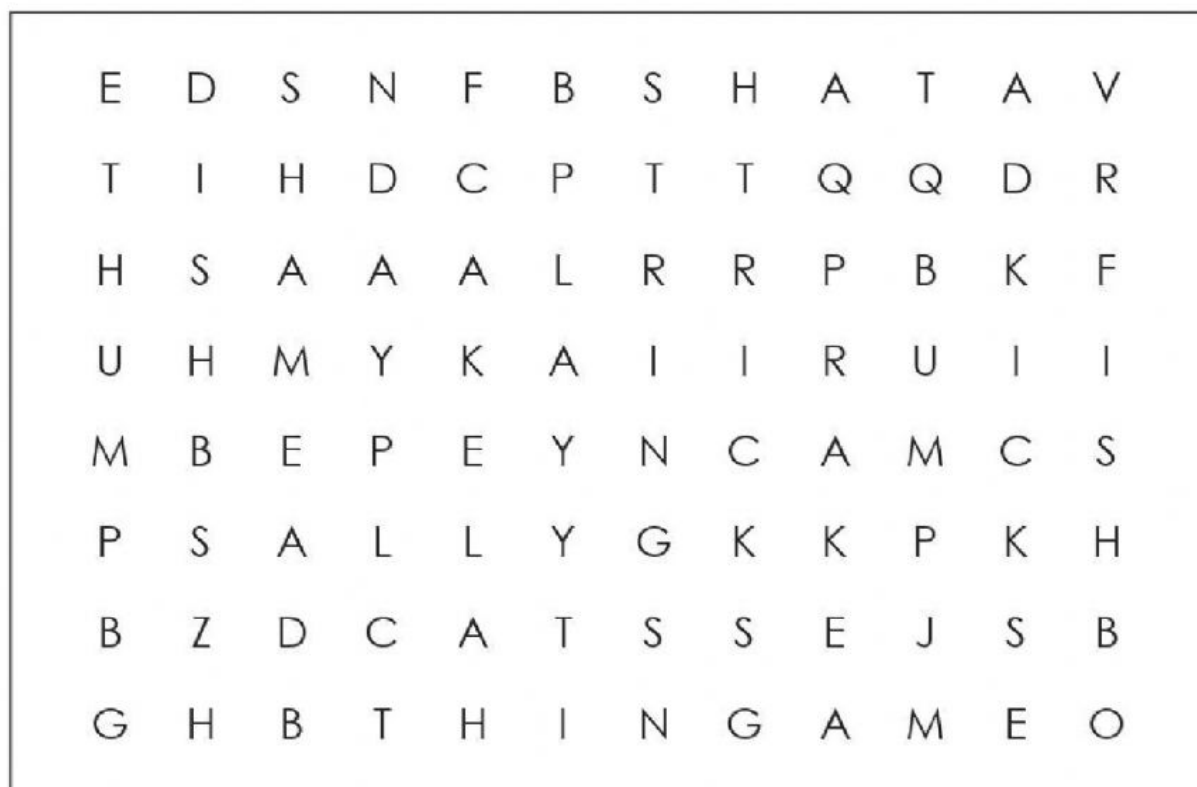 E D S N F B S H A T A V
T I H D C P T T Q Q D R
H S A A A L R R P B K F
U H M Y K A I I R U I I
M B E P E Y N C A M C S
P S A L L Y G K K P K H
B Z D C A T S S E J S B
G H B T H I N G A M E O